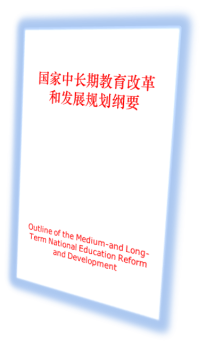 国家中长期教育改革
和发展规划纲要
Outline of the Medium-and Long-
Term National Education Reform
and Development